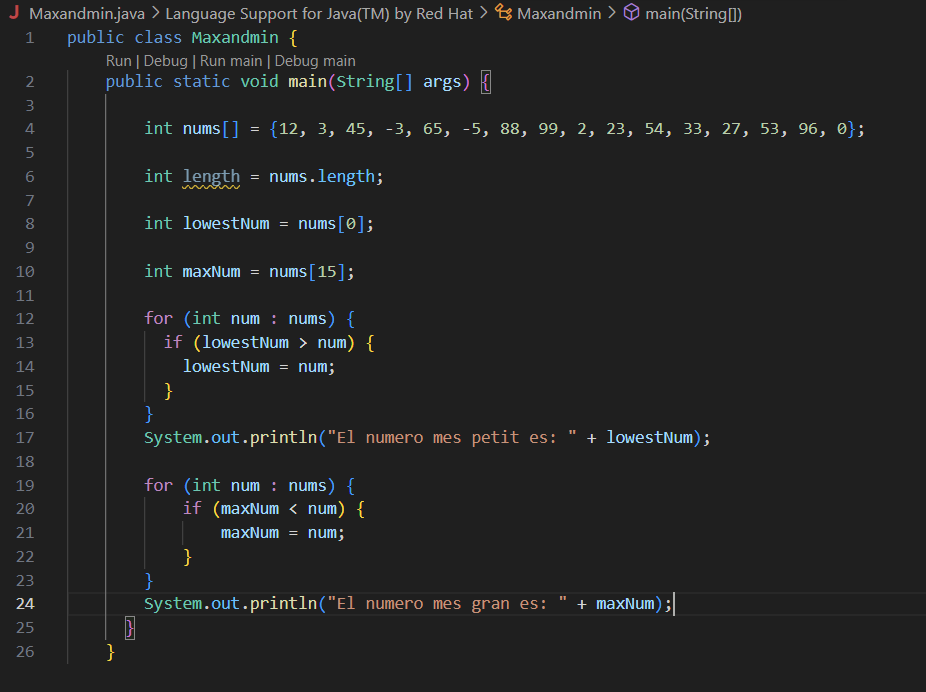 Maxandmin.java > Language Support for Java(TM) by Red Hat > Maxandmin > main(String[])
1 public class Maxandmin {
Run | Debug | Run main | Debug main
2 public static void main(String[] args) {
3
4 int nums[] = {12, 3, 45, -3, 65, -5, 88, 99, 2, 23, 54, 33, 27, 53, 96, 0};
5
6 int length = nums.length;
7
8 int lowestNum = nums[0];
9
10 int maxNum = nums[15];
11
12 for (int num : nums) {
13 if (lowestNum > num) {
14 lowestNum = num;
15 }
16 }
17 System.out.println("El numero mes petit es: " + lowestNum);
18
19 for (int num : nums) {
20 if (maxNum < num) {
21 maxNum = num;
22 }
23 }
24 System.out.println("El numero mes gran es: " + maxNum);
25 }
26 }